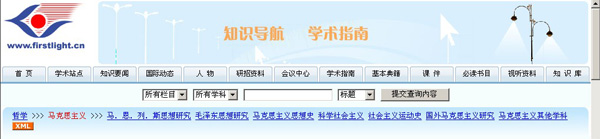 知识导航 学术指南
www.firstlight.cn
首 页 学术站点 知识要闻 国际动态 人 物 研招资料 会议中心 学术指南 基本典籍 课 件 必读书目 视听资料 知 识 库
所有栏目 所有学科 标题 提交查询内容
哲学 >>> 马克思主义 >>> 马、恩、列、斯思想研究 毛泽东思想研究 马克思主义思想史 科学社会主义 社会主义运动史 国外马克思主义研究 马克思主义其他学科
XML